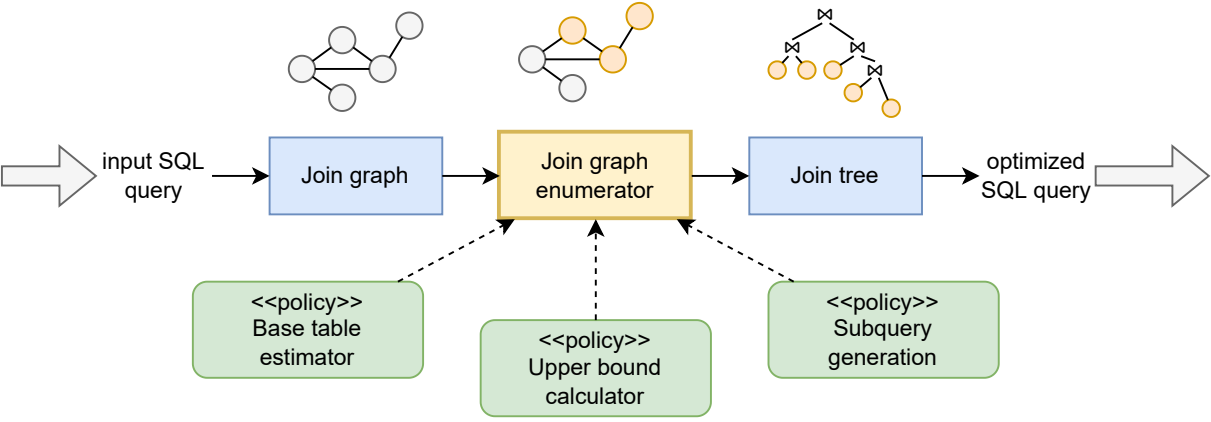 input SQL
query
Join graph
Join graph
enumerator
Join tree
optimized
SQL query
<<policy>>
Base table
estimator
<<policy>>
Upper bound
calculator
<<policy>>
Subquery
generation